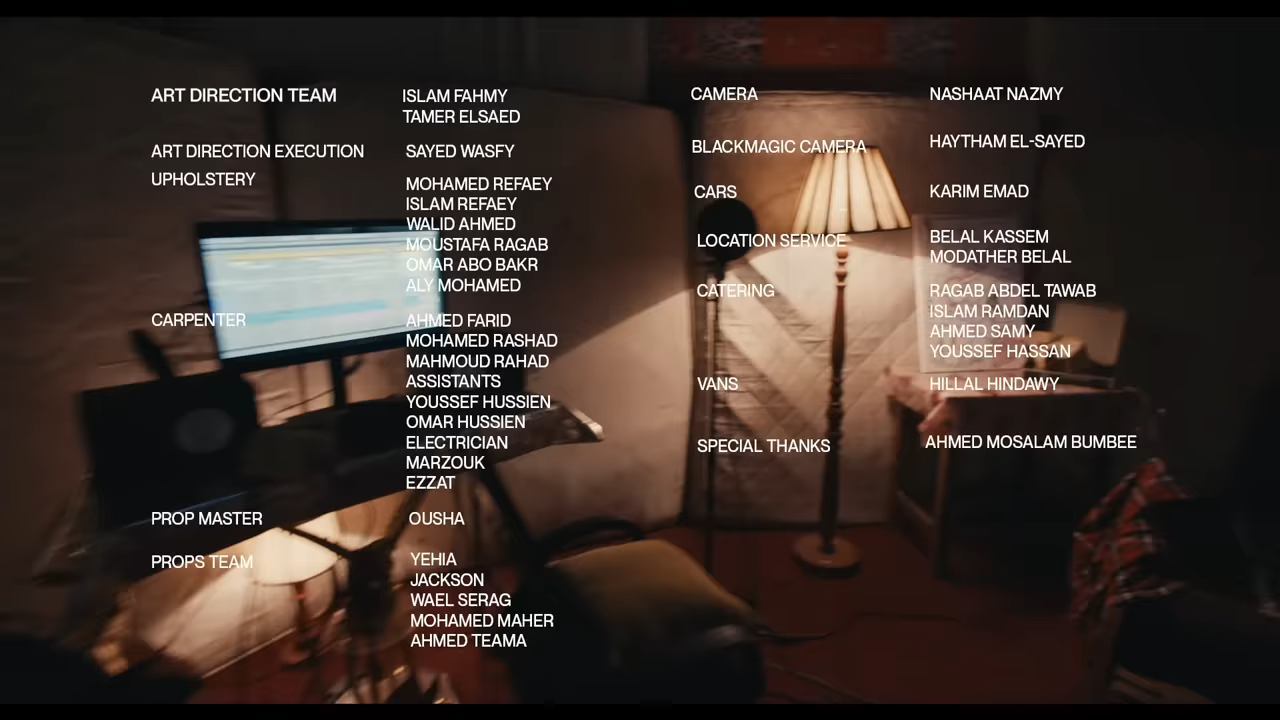 ART DIRECTION TEAM ISLAM FAHMY
TAMER ELSAED
ART DIRECTION EXECUTION SAYED WASFY
UPHOLSTERY MOHAMED REFAEY
ISLAM REFAEY
WALID AHMED
MOUSTAFA RAGAB
OMAR ABO BAKR
ALY MOHAMED
CARPENTER AHMED FARID
MOHAMED RASHAD
MAHMOUD RAHAD
ASSISTANTS
YOUSSEF HUSSIEN
OMAR HUSSIEN
ELECTRICIAN
MARZOUK
EZZAT
PROP MASTER OUSHA
PROPS TEAM YEHIA
JACKSON
WAEL SERAG
MOHAMED MAHER
AHMED TEAMA
CAMERA NASHAAT NAZMY
BLACKMAGIC CAMERA HAYTHAM EL-SAYED
CARS KARIM EMAD
LOCATION SERVICE BELAL KASSEM
MODATHER BELAL
CATERING RAGAB ABDEL TAWAB
ISLAM RAMDAN
AHMED SAMY
YOUSSEF HASSAN
VANS HILLAL HINDAWY
SPECIAL THANKS AHMED MOSALAM BUMBEE